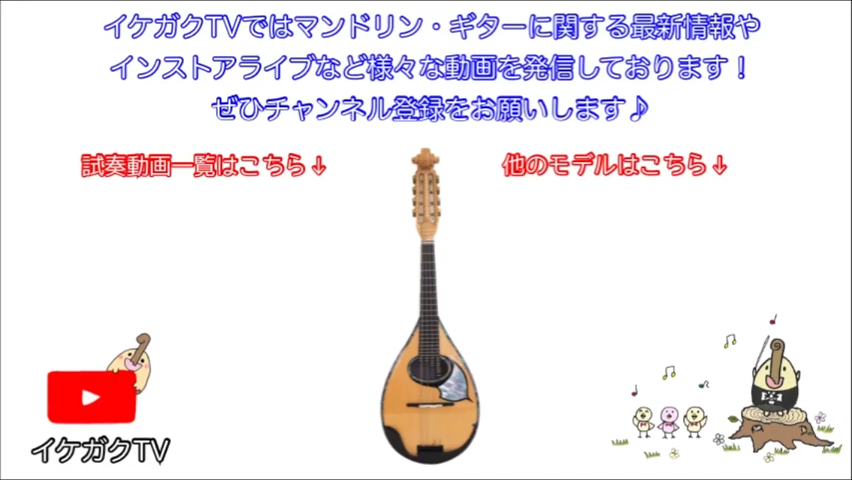 イケガクTVではマンドリン・ギターに関する最新情報や
インストアライブなど様々な動画を発信しております！
ぜひチャンネル登録をお願いします♪
試奏動画一覧はこちら↓
他のモデルはこちら↓
イケガクTV